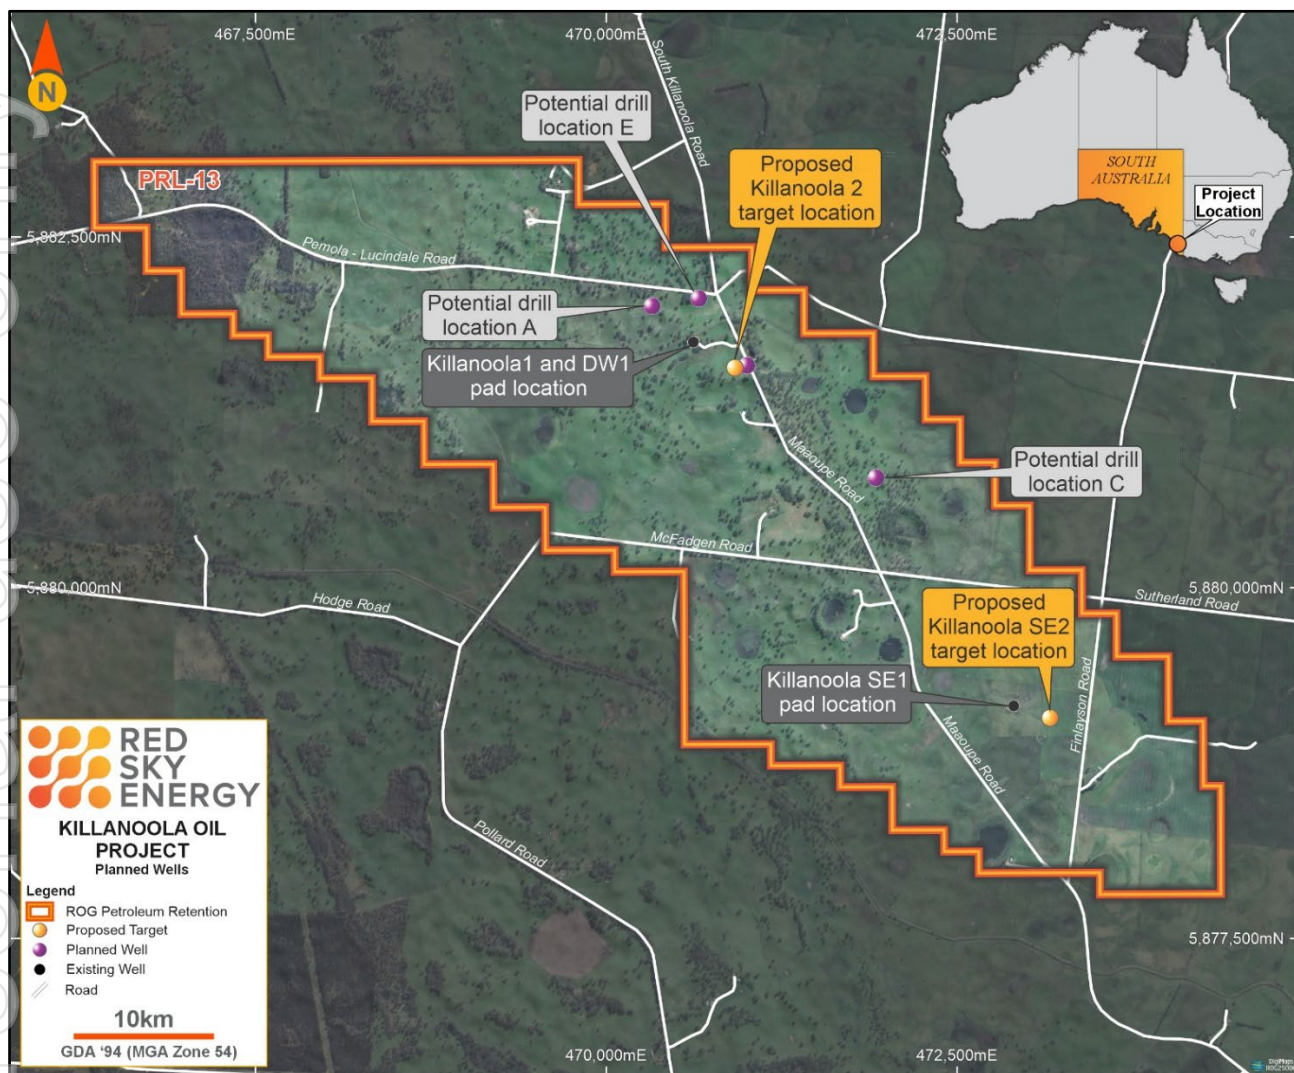 467,500mE
470,000mE
472,500mE
N
South Killanoola Road
Potential drill
location E
Proposed
Killanoola 2
target location
SOUTH
AUSTRALIA
Project
Location
PRL-13
5,882,500mN
Pemola - Lucindale Road
Potential drill
location A
Killanoola1 and DW1
pad location
Maaoupe Road
Potential drill
location C
McFadgen Road
5,880,000mN
5,880,000mN
Hodge Road
Sutherland Road
Proposed
Killanoola SE2
target location
Killanoola SE1
pad location
Finlayson Road
Maaoupe Road
Pollard Road
RED
SKY
ENERGY
KILLANOOLA OIL
PROJECT
Planned Wells
Legend
ROG Petroleum Retention
Proposed Target
Planned Well
Existing Well
Road
10km
GDA '94 (MGA Zone 54)
5,877,500mN
470,000mE
472,500mE
DigiMaps